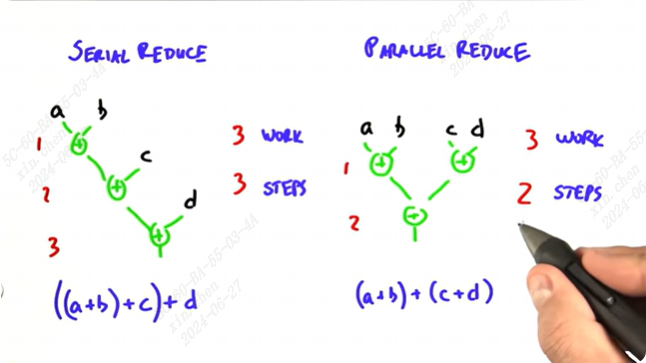 SERIAL REDUCE
a b
1 +
c
2 +
d
3 +
3 WORK
3 STEPS
((a+b)+c)+d
PARALLEL REDUCE
a b c d
1 + +
2 +
3 WORK
2 STEPS
(a+b)+(c+d)
5C-60-8A-55-03-4A
xin.chen
2024-06-27